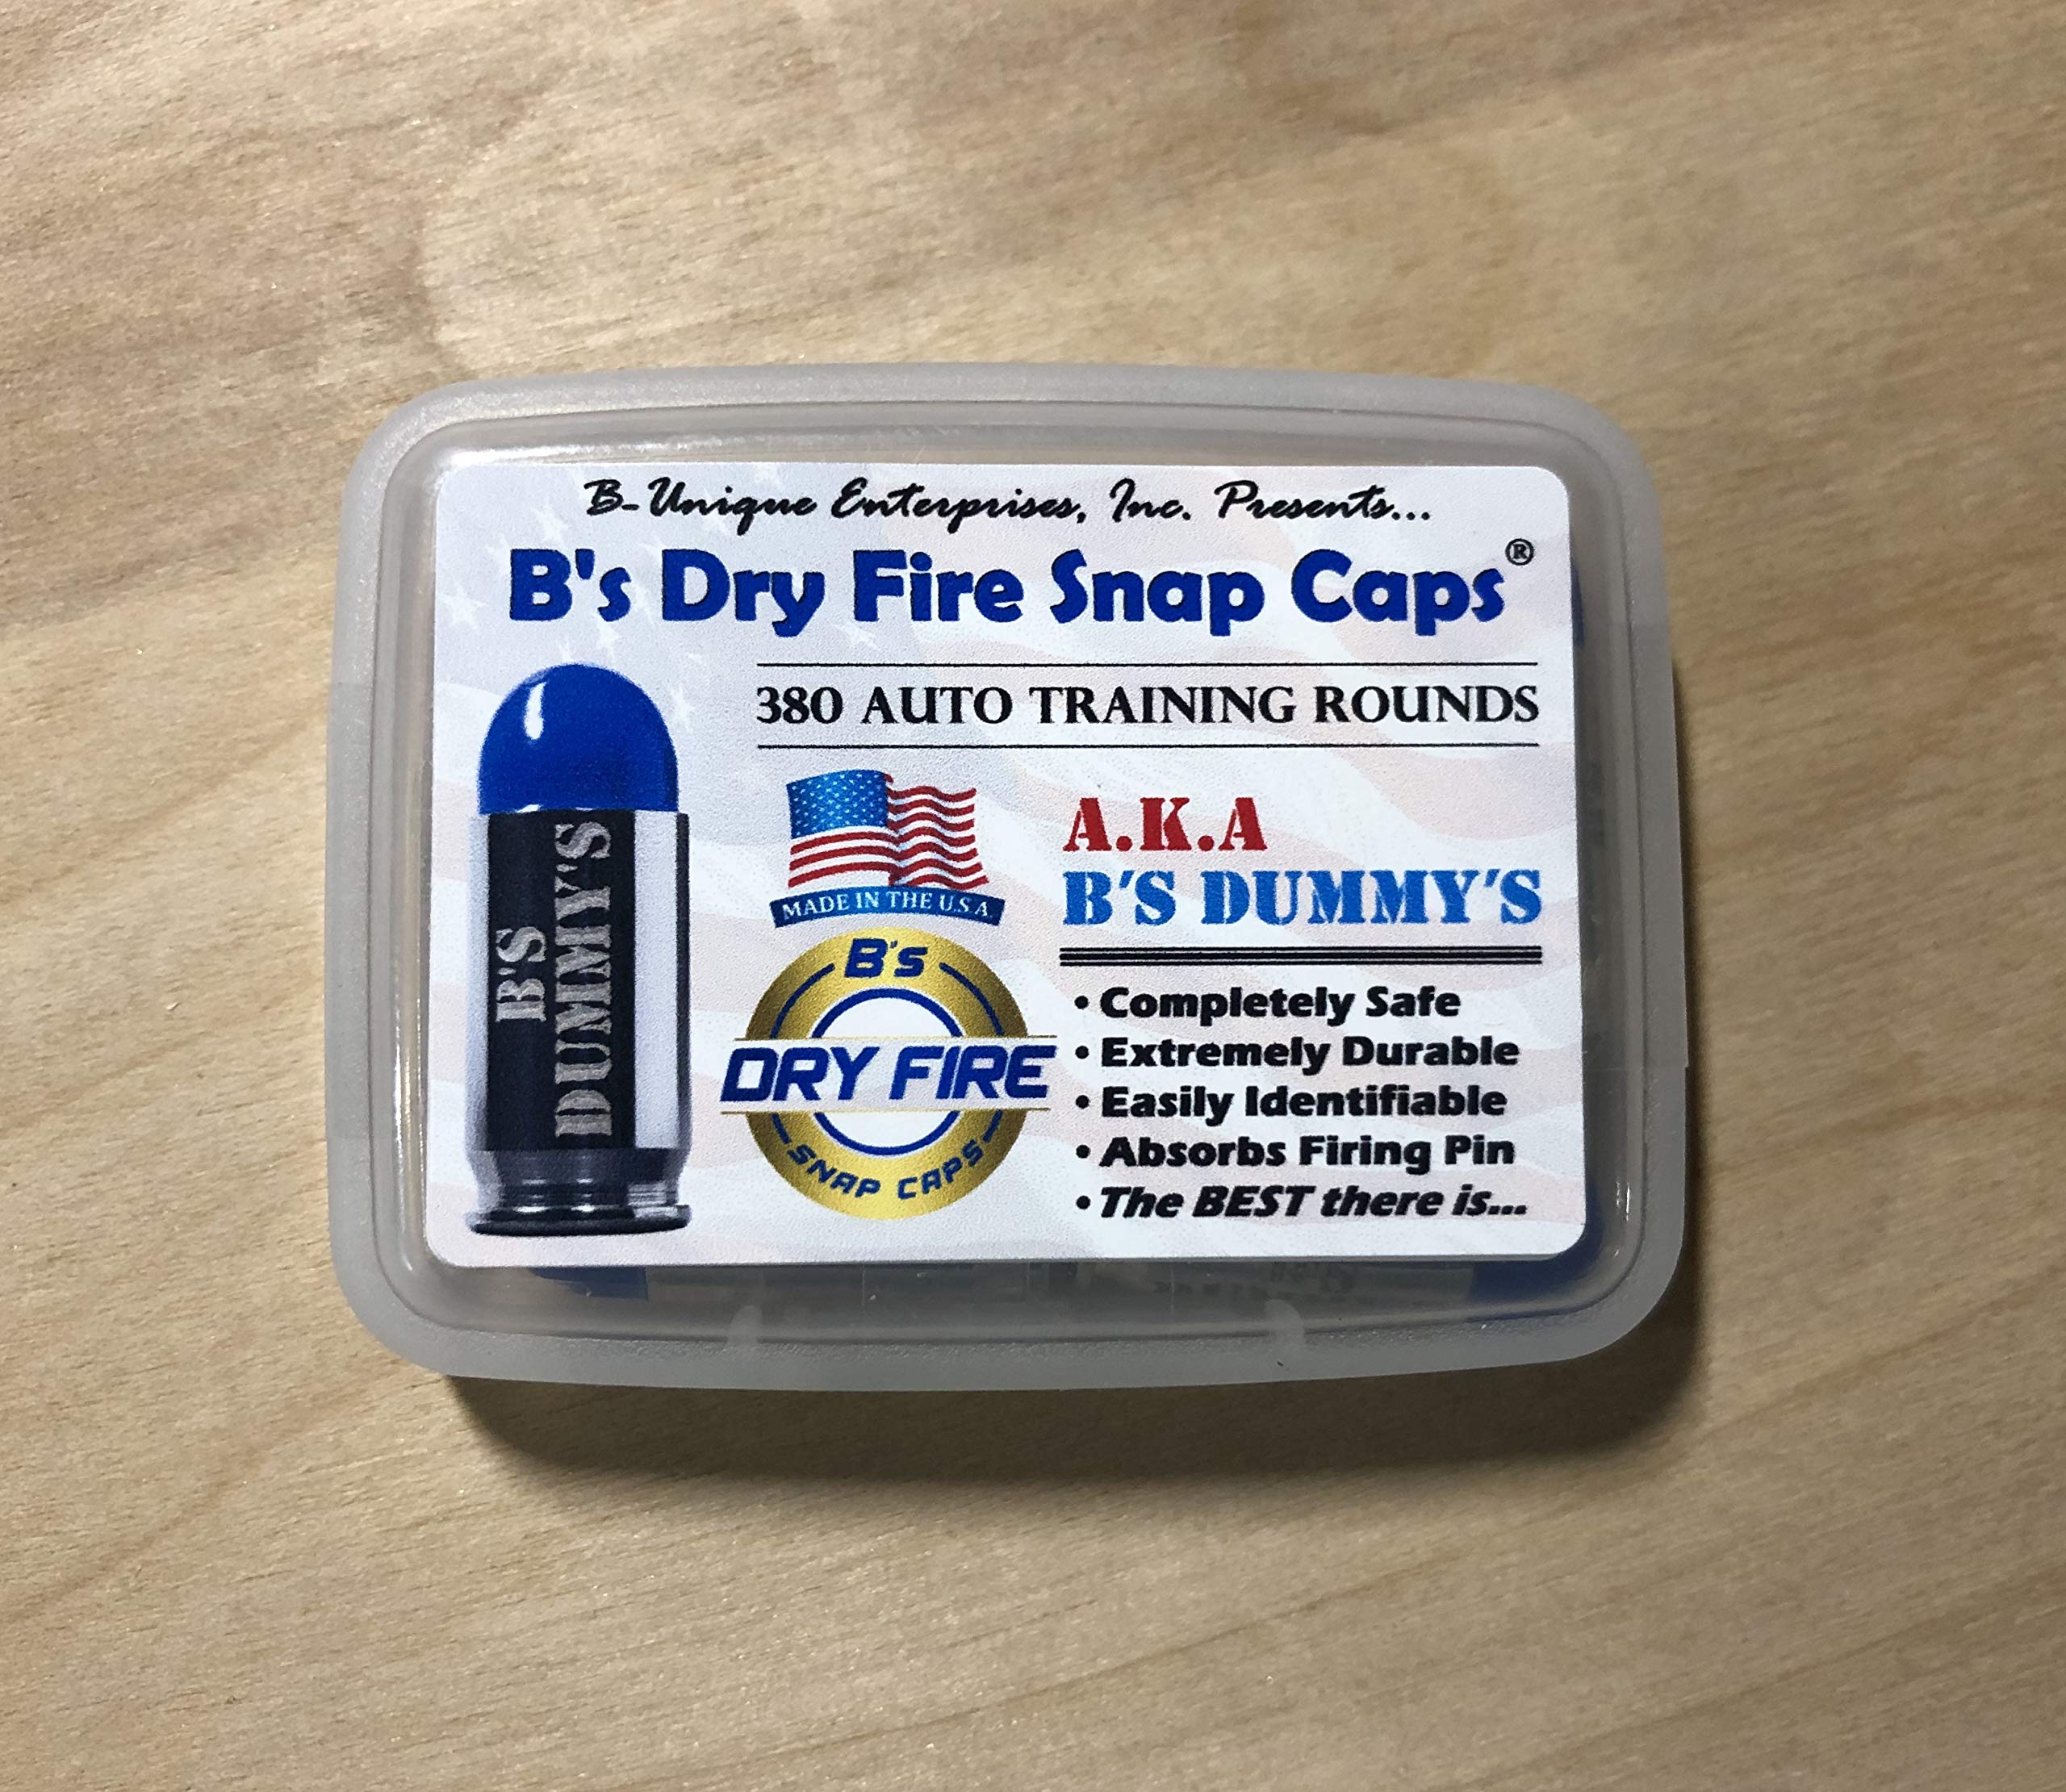 B-Unique Enterprises, Inc. Presents...
B's Dry Fire Snap Caps®
380 AUTO TRAINING ROUNDS
B'S
DUMMY'S
MADE IN THE U.S.A.
A.K.A
B'S DUMMY'S
B's
DRY FIRE
SNAP CAPS
• Completely Safe
• Extremely Durable
• Easily Identifiable
• Absorbs Firing Pin
• The BEST there is...